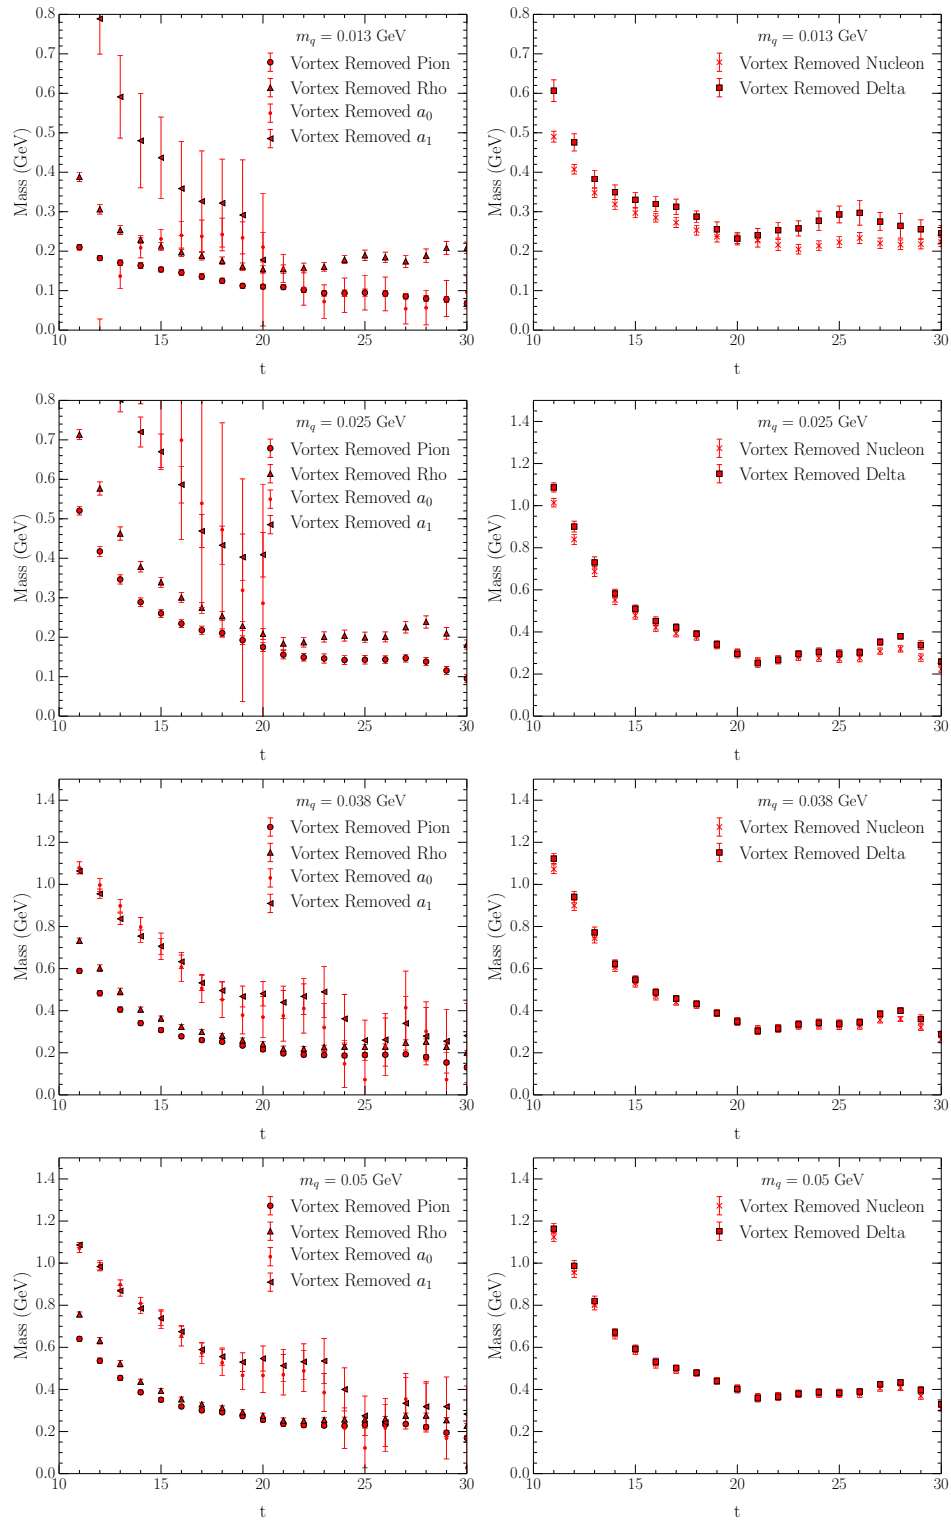 m_q = 0.013 GeV
Vortex Removed Pion
Vortex Removed Rho
Vortex Removed a_0
Vortex Removed a_1
Mass (GeV)
0.8
0.7
0.6
0.5
0.4
0.3
0.2
0.1
0.0
10 15 20 25 30
t
m_q = 0.013 GeV
Vortex Removed Nucleon
Vortex Removed Delta
Mass (GeV)
0.8
0.7
0.6
0.5
0.4
0.3
0.2
0.1
0.0
10 15 20 25 30
t
m_q = 0.025 GeV
Vortex Removed Pion
Vortex Removed Rho
Vortex Removed a_0
Vortex Removed a_1
Mass (GeV)
0.8
0.7
0.6
0.5
0.4
0.3
0.2
0.1
0.0
10 15 20 25 30
t
m_q = 0.025 GeV
Vortex Removed Nucleon
Vortex Removed Delta
Mass (GeV)
1.4
1.2
1.0
0.8
0.6
0.4
0.2
0.0
10 15 20 25 30
t
m_q = 0.038 GeV
Vortex Removed Pion
Vortex Removed Rho
Vortex Removed a_0
Vortex Removed a_1
Mass (GeV)
1.4
1.2
1.0
0.8
0.6
0.4
0.2
0.0
10 15 20 25 30
t
m_q = 0.038 GeV
Vortex Removed Nucleon
Vortex Removed Delta
Mass (GeV)
1.4
1.2
1.0
0.8
0.6
0.4
0.2
0.0
10 15 20 25 30
t
m_q = 0.05 GeV
Vortex Removed Pion
Vortex Removed Rho
Vortex Removed a_0
Vortex Removed a_1
Mass (GeV)
1.4
1.2
1.0
0.8
0.6
0.4
0.2
0.0
10 15 20 25 30
t
m_q = 0.05 GeV
Vortex Removed Nucleon
Vortex Removed Delta
Mass (GeV)
1.4
1.2
1.0
0.8
0.6
0.4
0.2
0.0
10 15 20 25 30
t